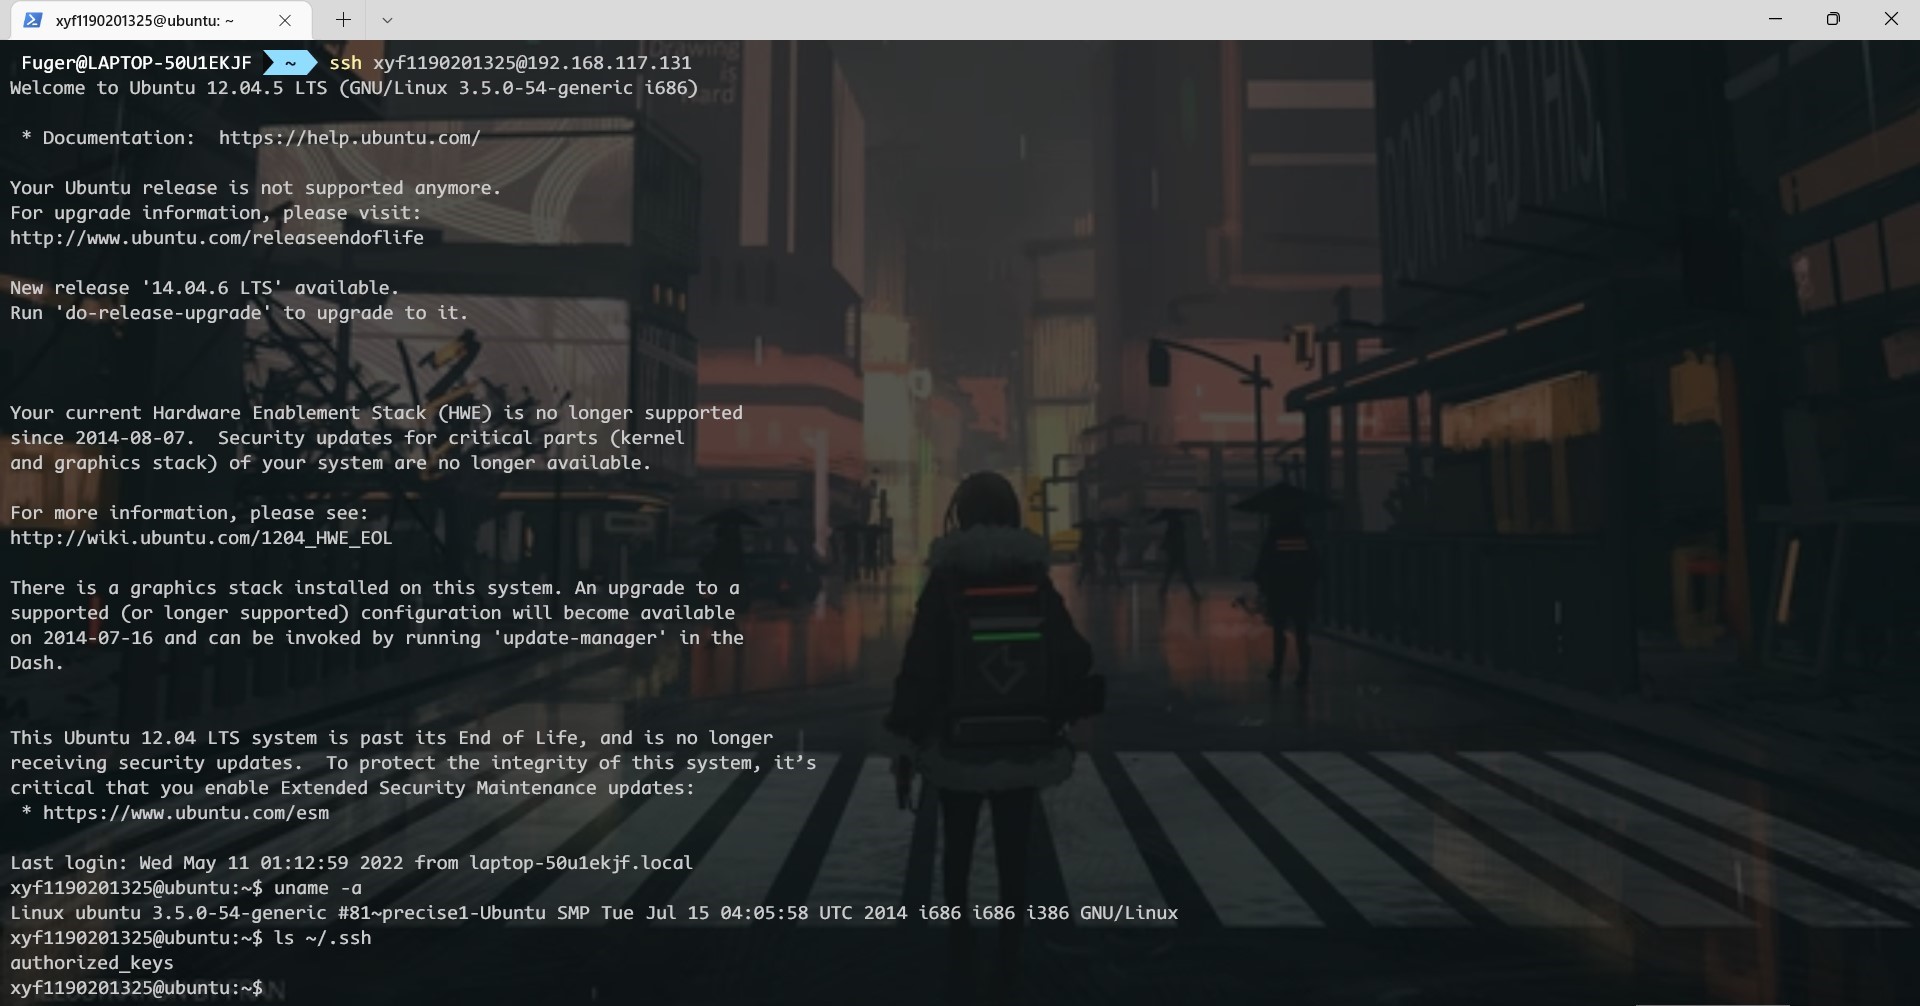 xyf1190201325@ubuntu: ~
Fuger@LAPTOP-50U1EKJF ~ ssh xyf1190201325@192.168.117.131
Welcome to Ubuntu 12.04.5 LTS (GNU/Linux 3.5.0-54-generic i686)
* Documentation:  https://help.ubuntu.com/
Your Ubuntu release is not supported anymore.
For upgrade information, please visit:
http://www.ubuntu.com/releaseendoflife
New release '14.04.6 LTS' available.
Run 'do-release-upgrade' to upgrade to it.
Your current Hardware Enablement Stack (HWE) is no longer supported
since 2014-08-07.  Security updates for critical parts (kernel
and graphics stack) of your system are no longer available.
For more information, please see:
http://wiki.ubuntu.com/1204_HWE_EOL
There is a graphics stack installed on this system. An upgrade to a
supported (or longer supported) configuration will become available
on 2014-07-16 and can be invoked by running 'update-manager' in the
Dash.
This Ubuntu 12.04 LTS system is past its End of Life, and is no longer
receiving security updates.  To protect the integrity of this system, it’s
critical that you enable Extended Security Maintenance updates:
* https://www.ubuntu.com/esm
Last login: Wed May 11 01:12:59 2022 from laptop-50u1ekjf.local
xyf1190201325@ubuntu:~$ uname -a
Linux ubuntu 3.5.0-54-generic #81~precise1-Ubuntu SMP Tue Jul 15 04:05:58 UTC 2014 i686 i686 i386 GNU/Linux
xyf1190201325@ubuntu:~$ ls ~/.ssh
authorized_keys
xyf1190201325@ubuntu:~$